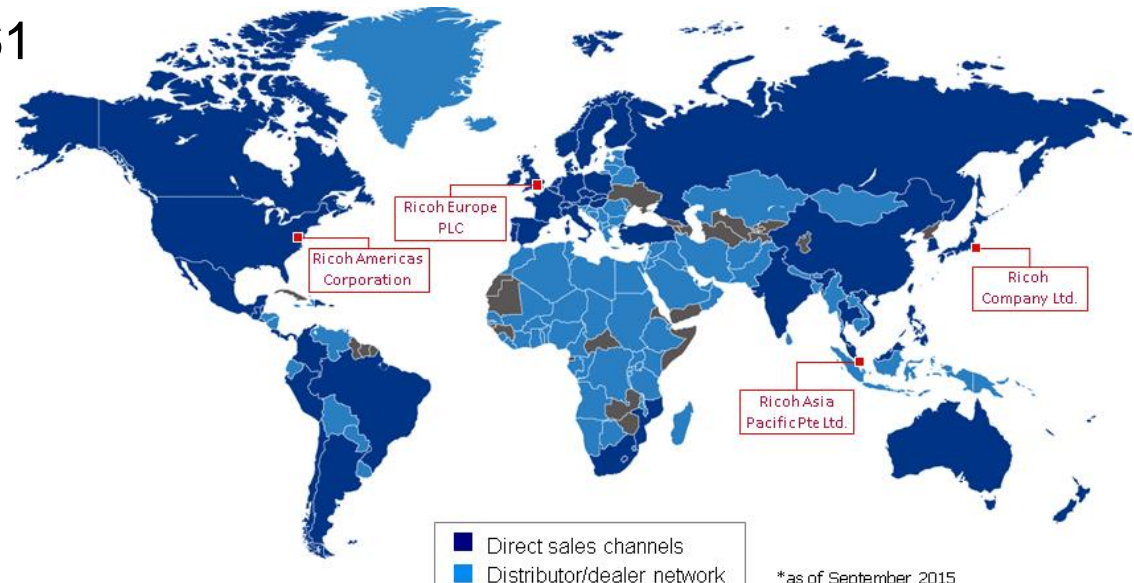 61
Ricoh Europe
PLC
Ricoh Americas
Corporation
Ricoh
Company Ltd.
Ricoh Asia
Pacific Pte Ltd.
Direct sales channels
Distributor/dealer network
*as of September 2015